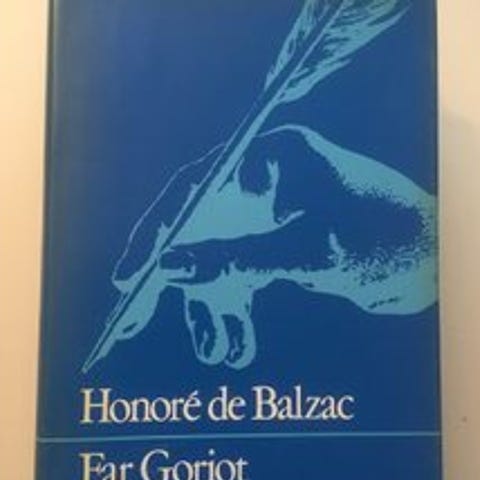 Honoré de Balzac
Far Goriot